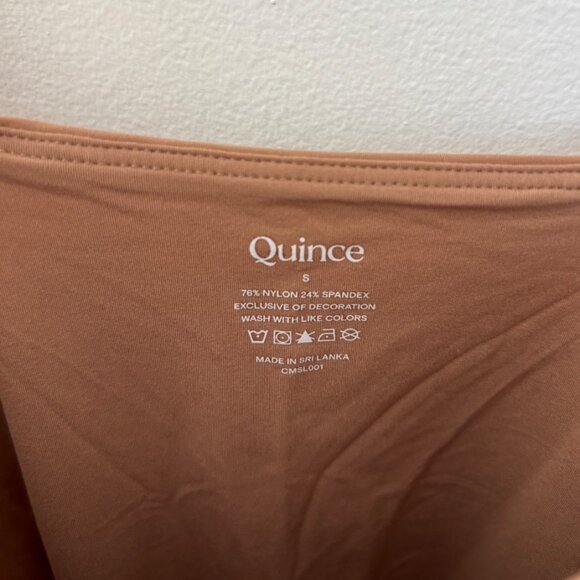 Quince
S
76% NYLON 24% SPANDEX
EXCLUSIVE OF DECORATION
WASH WITH LIKE COLORS
MADE IN SRI LANKA
CMSL001